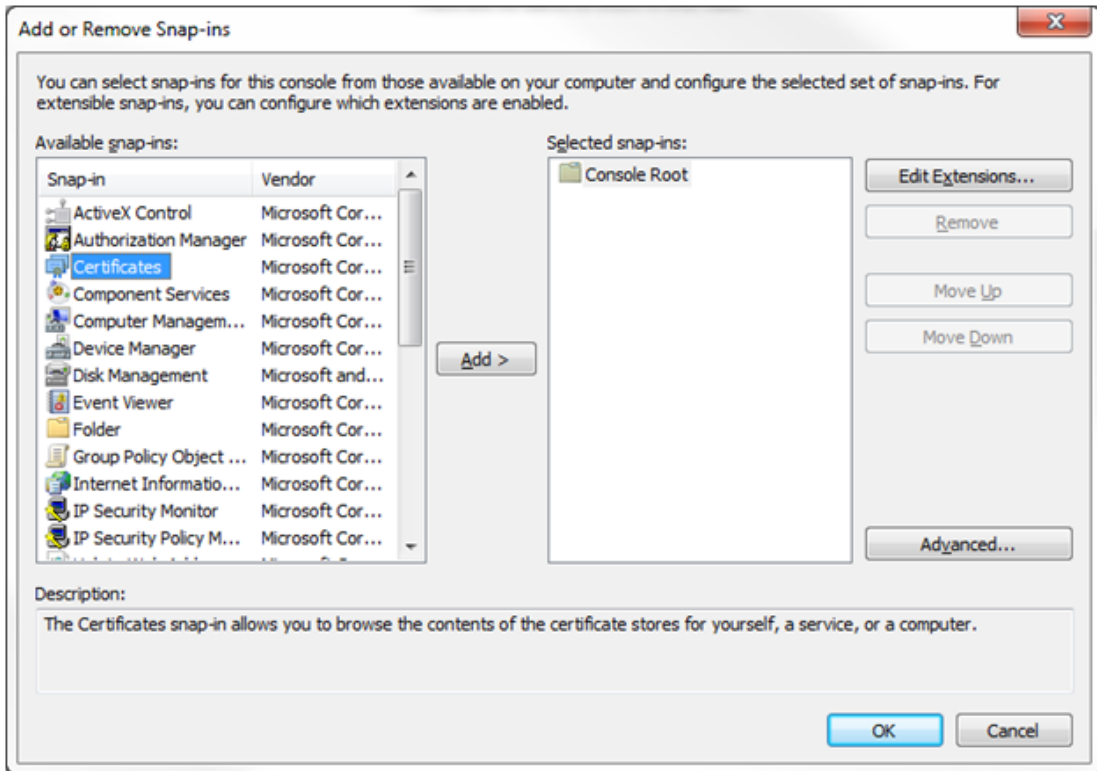 Add or Remove Snap-ins
You can select snap-ins for this console from those available on your computer and configure the selected set of snap-ins. For
extensible snap-ins, you can configure which extensions are enabled.
Available snap-ins:
Selected snap-ins:
Snap-in Vendor
ActiveX Control Microsoft Cor...
Authorization Manager Microsoft Cor...
Certificates Microsoft Cor...
Component Services Microsoft Cor...
Computer Managem... Microsoft Cor...
Device Manager Microsoft Cor...
Disk Management Microsoft and...
Event Viewer Microsoft Cor...
Folder Microsoft Cor...
Group Policy Object ... Microsoft Cor...
Internet Informatio... Microsoft Cor...
IP Security Monitor Microsoft Cor...
IP Security Policy M... Microsoft Cor...
Add >
Console Root
Edit Extensions...
Remove
Move Up
Move Down
Advanced...
Description:
The Certificates snap-in allows you to browse the contents of the certificate stores for yourself, a service, or a computer.
OK
Cancel